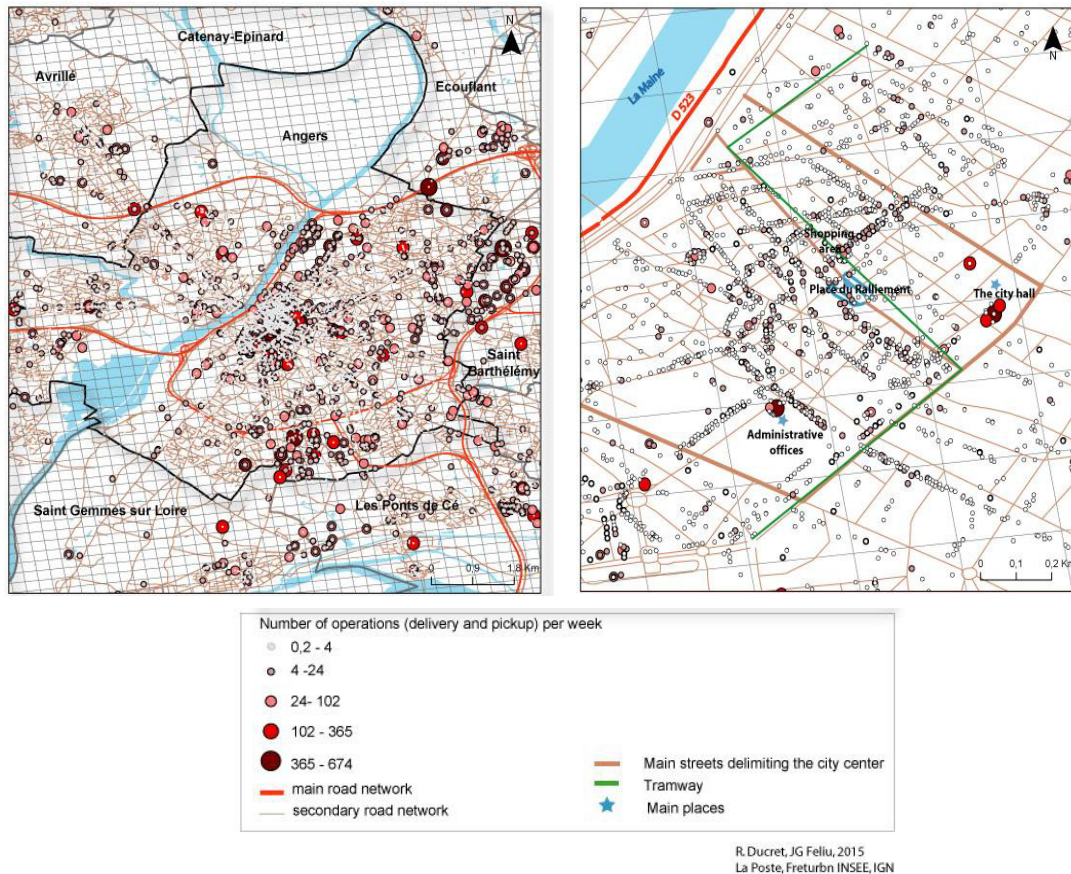 N
Catenay-Epinard
Avrillé
Ecouflant
Angers
Saint
Barthélémy
Saint Gemmes sur Loire
Les Ponts de Cé
0 0,9 1,8 Km
N
La Maine
D 523
Shopping
area
Place du Ralliement
The city hall
Administrative
offices
0 0,1 0,2 Km
Number of operations (delivery and pickup) per week
0,2 - 4
4 -24
24- 102
102 - 365
365 - 674
main road network
secondary road network
Main streets delimiting the city center
Tramway
Main places
R. Ducret, JG Feliu, 2015
La Poste, Freturbn INSEE, IGN